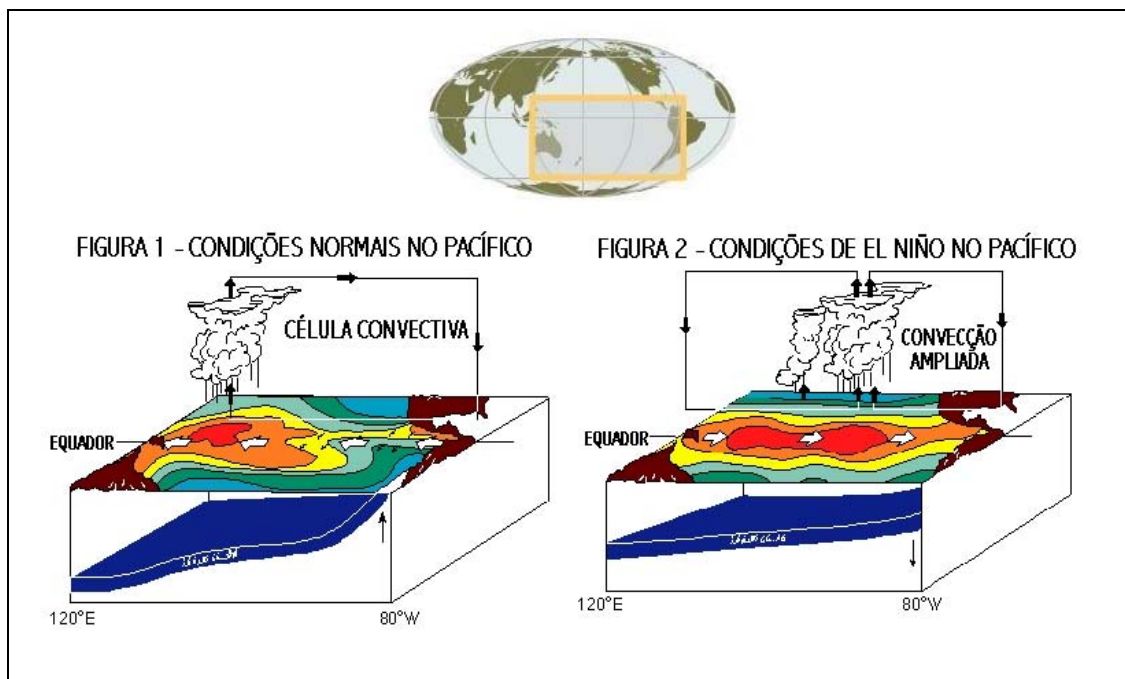 FIGURA 1 - CONDIÇÕES NORMAIS NO PACÍFICO
CÉLULA CONVECTIVA
EQUADOR
120°E
80°W
FIGURA 2 - CONDIÇÕES DE EL NIÑO NO PACÍFICO
CONVECÇÃO
AMPLIADA
EQUADOR
120°E
80°W